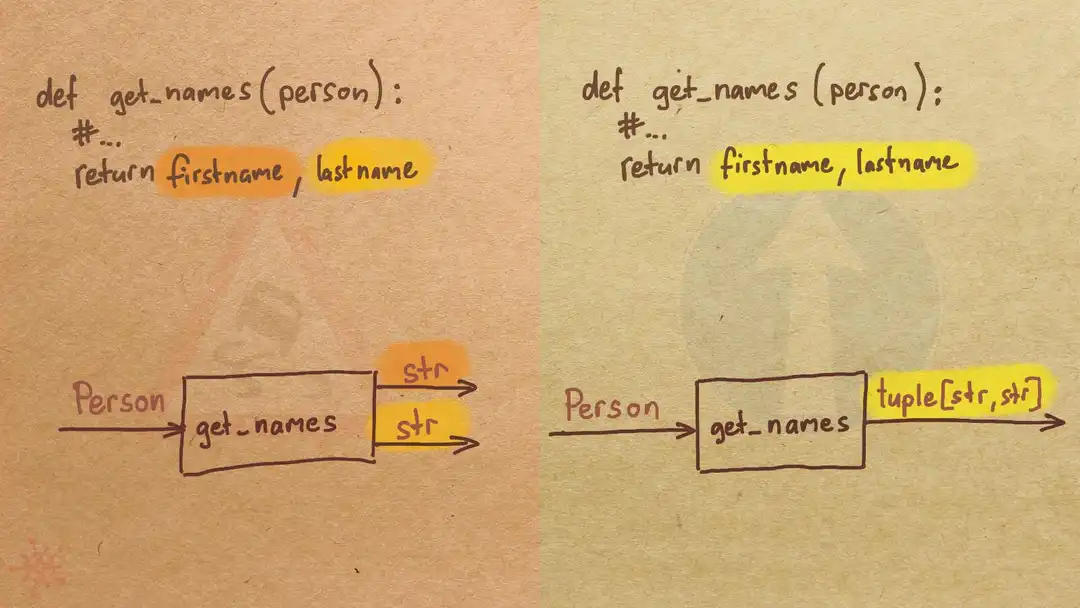 def get_names(person):
#...
return firstname, lastname
Person
get_names
str
str
def get_names (person):
#...
return firstname, lastname
Person
get_names
tuple[str, str]